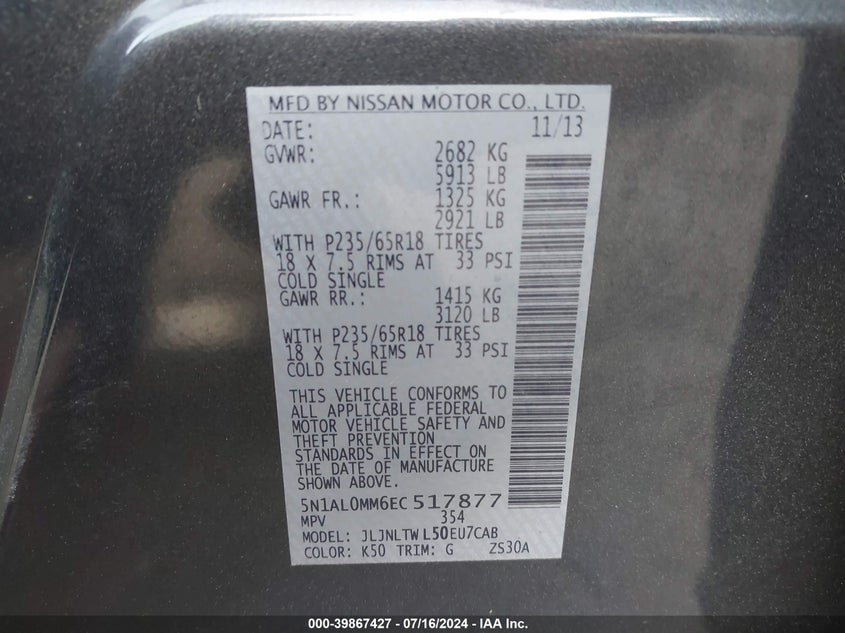 MFD BY NISSAN MOTOR CO., LTD.
DATE: 11/13
GVWR: 2682 KG
5913 LB
GAWR FR.: 1325 KG
2921 LB
WITH P235/65R18 TIRES
18 X 7.5 RIMS AT 33 PSI
COLD SINGLE
GAWR RR.: 1415 KG
3120 LB
WITH P235/65R18 TIRES
18 X 7.5 RIMS AT 33 PSI
COLD SINGLE
THIS VEHICLE CONFORMS TO
ALL APPLICABLE FEDERAL
MOTOR VEHICLE SAFETY AND
THEFT PREVENTION
STANDARDS IN EFFECT ON
THE DATE OF MANUFACTURE
SHOWN ABOVE.
5N1AL0MM6EC517877
MPV 354
MODEL: JLJNLTWL50EU7CAB
COLOR: K50 TRIM: G ZS30A
000-39867427 - 07/16/2024 - IAA Inc.